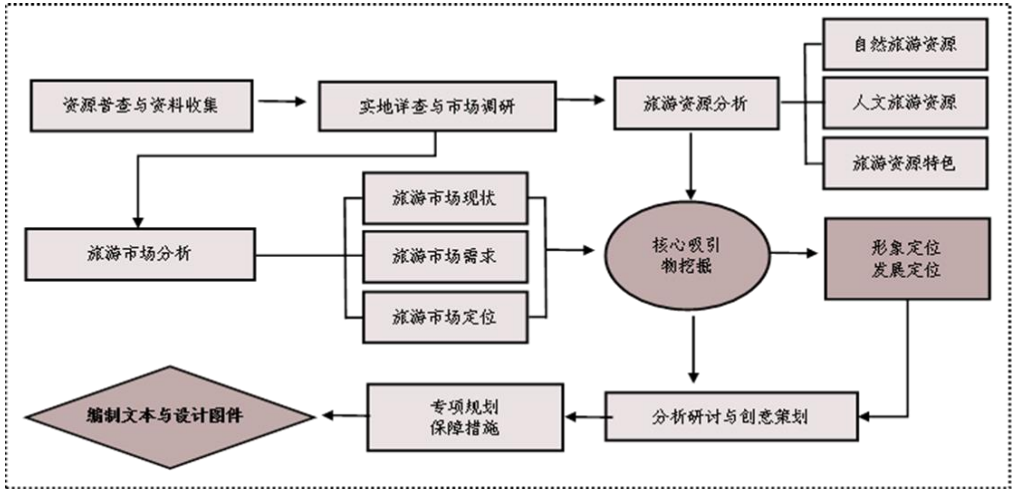 自然旅游资源
资源普查与资料收集
实地详查与市场调研
旅游资源分析
人文旅游资源
旅游资源特色
旅游市场现状
旅游市场分析
旅游市场需求
旅游市场定位
核心吸引
物挖掘
形象定位
发展定位
编制文本与设计图件
专项规划
保障措施
分析研讨与创意策划